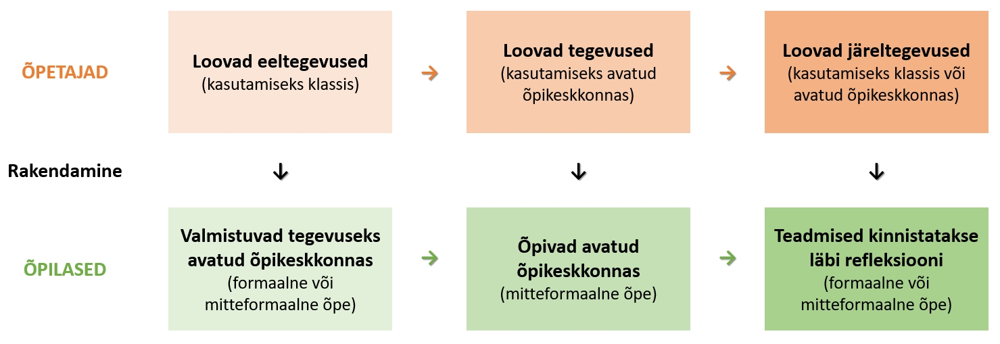 ÕPETAJAD
Loovad eeltegevused
(kasutamiseks klassis)
→
Loovad tegevused
(kasutamiseks avatud
õpikeskkonnas)
→
Loovad järeltegevused
(kasutamiseks klassis või
avatud õpikeskkonnas)
Rakendamine
↓
↓
↓
ÕPILASED
Valmistuvad tegevuseks
avatud õpikeskkonnas
(formaalne või
mitteformaalne õpe)
→
Õpivad avatud
õpikeskkonnas
(mitteformaalne õpe)
→
Teadmised kinnistatakse
läbi refleksiooni
(formaalne või
mitteformaalne õpe)